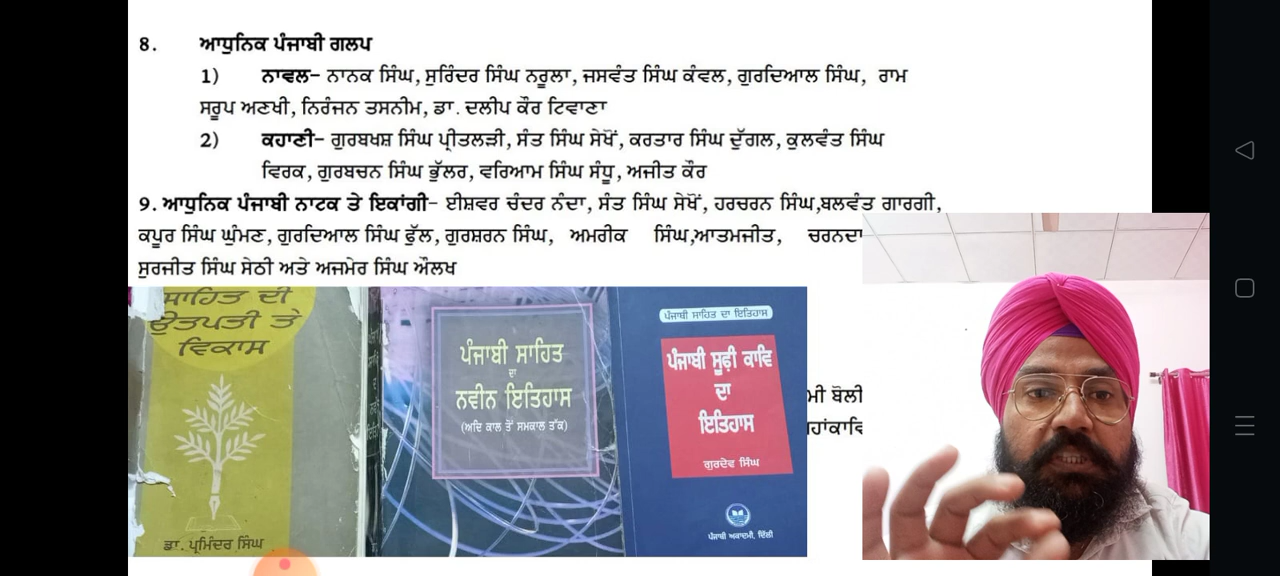 8. ਆਧੁਨਿਕ ਪੰਜਾਬੀ ਗਲਪ
1) ਨਾਵਲ– ਨਾਨਕ ਸਿੰਘ, ਸੁਰਿੰਦਰ ਸਿੰਘ ਨਰੂਲਾ, ਜਸਵੰਤ ਸਿੰਘ ਕੰਵਲ, ਗੁਰਦਿਆਲ ਸਿੰਘ, ਰਾਮ
ਸਰੂਪ ਅਣਖੀ, ਨਿਰੰਜਨ ਤਸਨੀਮ, ਡਾ. ਦਲੀਪ ਕੌਰ ਟਿਵਾਣਾ
2) ਕਹਾਣੀ– ਗੁਰਬਖਸ਼ ਸਿੰਘ ਪ੍ਰੀਤਲੜੀ, ਸੰਤ ਸਿੰਘ ਸੇਖੋਂ, ਕਰਤਾਰ ਸਿੰਘ ਦੁੱਗਲ, ਕੁਲਵੰਤ ਸਿੰਘ
ਵਿਰਕ, ਗੁਰਬਚਨ ਸਿੰਘ ਭੁੱਲਰ, ਵਰਿਆਮ ਸਿੰਘ ਸੰਧੂ, ਅਜੀਤ ਕੌਰ
9. ਆਧੁਨਿਕ ਪੰਜਾਬੀ ਨਾਟਕ ਤੇ ਇਕਾਂਗੀ– ਈਸ਼ਵਰ ਚੰਦਰ ਨੰਦਾ, ਸੰਤ ਸਿੰਘ ਸੇਖੋਂ, ਹਰਚਰਨ ਸਿੰਘ,ਬਲਵੰਤ ਗਾਰਗੀ,
ਕਪੂਰ ਸਿੰਘ ਘੁੰਮਣ, ਗੁਰਦਿਆਲ ਸਿੰਘ ਫੁੱਲ, ਗੁਰਸ਼ਰਨ ਸਿੰਘ, ਅਮਰੀਕ ਸਿੰਘ,ਆਤਮਜੀਤ, ਚਰਨਦਾ
ਸੁਰਜੀਤ ਸਿੰਘ ਸੇਠੀ ਅਤੇ ਅਜਮੇਰ ਸਿੰਘ ਔਲਖ
ਸਾਹਿਤ ਦੀ
ਉਤਪਤੀ ਤੇ
ਵਿਕਾਸ
ਡਾ. ਪ੍ਰਮਿੰਦਰ ਸਿੰਘ
ਪੰਜਾਬੀ ਸਾਹਿਤ
ਦਾ
ਨਵੀਨ ਇਤਿਹਾਸ
(ਆਦਿ ਕਾਲ ਤੋਂ ਸਮਕਾਲ ਤੱਕ)
ਪੰਜਾਬੀ ਸਾਹਿਤ ਦਾ ਇਤਿਹਾਸ
ਪੰਜਾਬੀ ਸੂਫ਼ੀ ਕਾਵਿ
ਦਾ
ਇਤਿਹਾਸ
ਗੁਰਦੇਵ ਸਿੰਘ
ਪੰਜਾਬੀ ਅਕਾਦਮੀ, ਦਿੱਲੀ
ਮੀ ਬੋਲੀ
ਹਾਂਕਾਵਿ